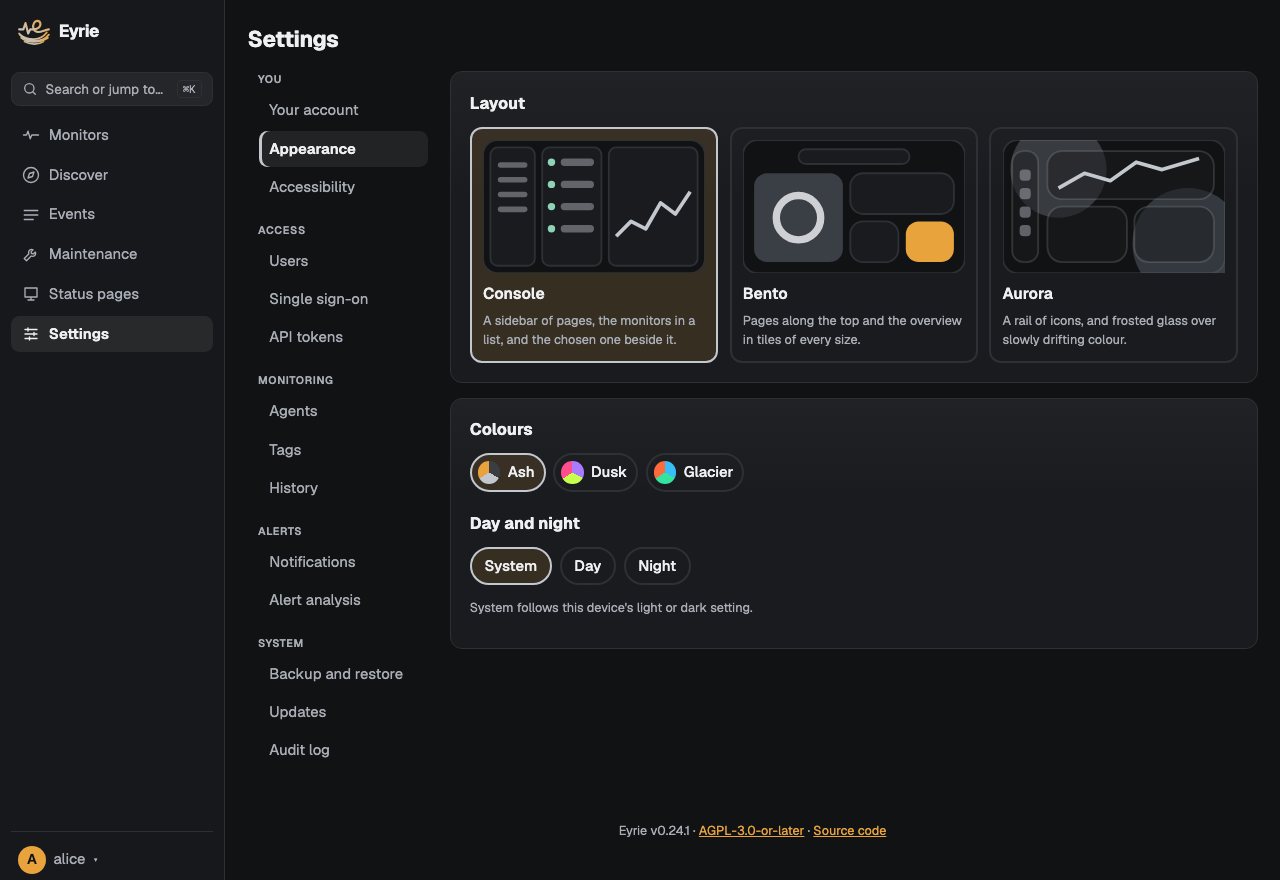 Eyrie
Search or jump to... ⌘K
Monitors
Discover
Events
Maintenance
Status pages
Settings
A alice
Settings
YOU
Your account
Appearance
Accessibility
ACCESS
Users
Single sign-on
API tokens
MONITORING
Agents
Tags
History
ALERTS
Notifications
Alert analysis
SYSTEM
Backup and restore
Updates
Audit log
Layout
Console
A sidebar of pages, the monitors in a
list, and the chosen one beside it.
Bento
Pages along the top and the overview
in tiles of every size.
Aurora
A rail of icons, and frosted glass over
slowly drifting colour.
Colours
Ash Dusk Glacier
Day and night
System Day Night
System follows this device's light or dark setting.
Eyrie v0.24.1 · AGPL-3.0-or-later · Source code